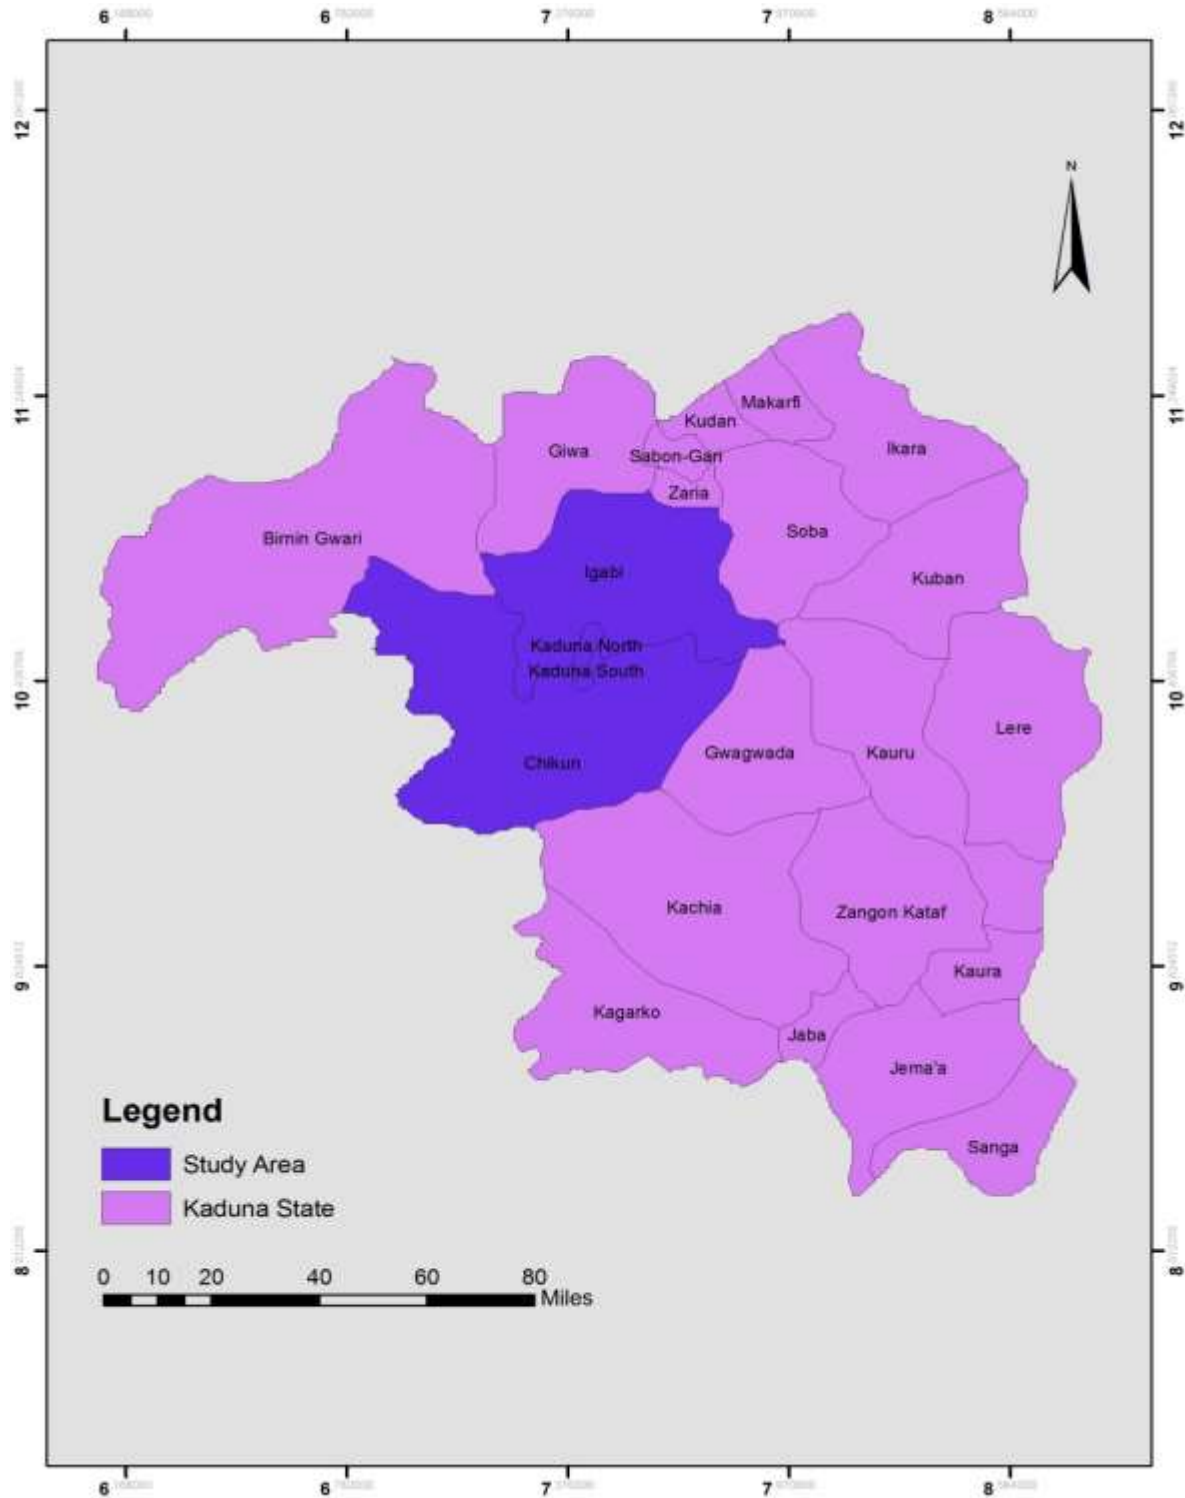 6 6 7 7 8
12 12
N
11 11
Makarfi
Kudan
Giwa
Ikara
Sabon-Gari
Zaria
Soba
Birnin Gwari
Igabi
Kuban
Kaduna North
Kaduna South
10 10
Lere
Gwagwada
Kauru
Chikun
Kachia
Zangon Kataf
9 9
Kaura
Kagarko
Jaba
Jema'a
Legend
Sanga
Study Area
Kaduna State
8 8
0 10 20 40 60 80
Miles
6 6 7 7 8